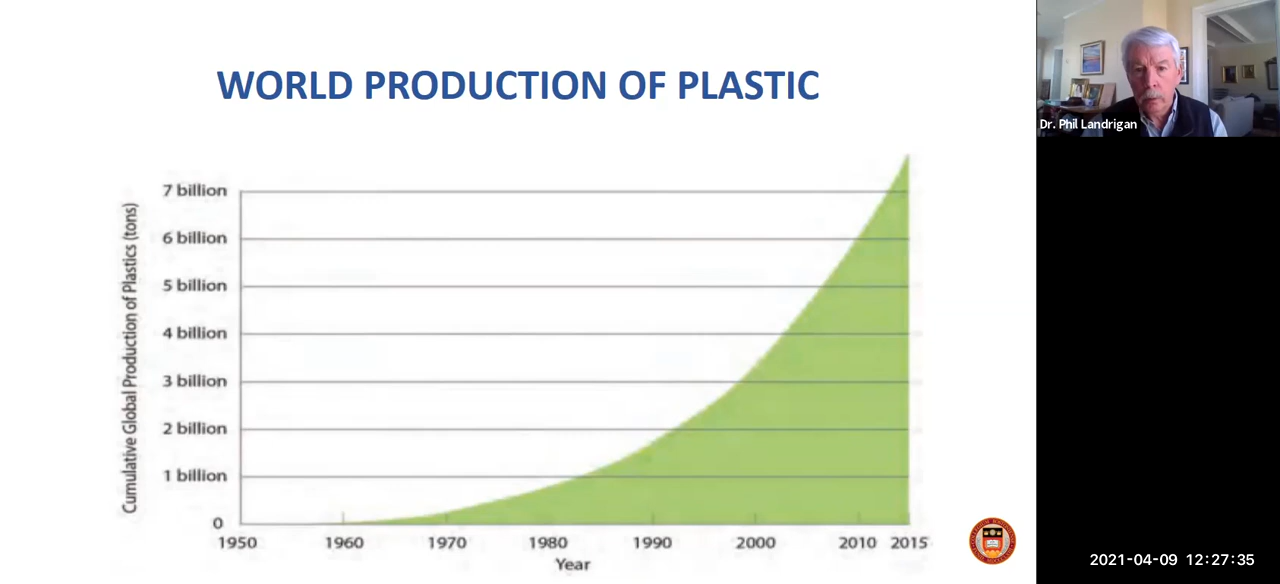 WORLD PRODUCTION OF PLASTIC
Dr. Phil Landrigan
Cumulative Global Production of Plastics (tons)
7 billion
6 billion
5 billion
4 billion
3 billion
2 billion
1 billion
0
1950 1960 1970 1980 1990 2000 2010 2015
Year
2021-04-09 12:27:35